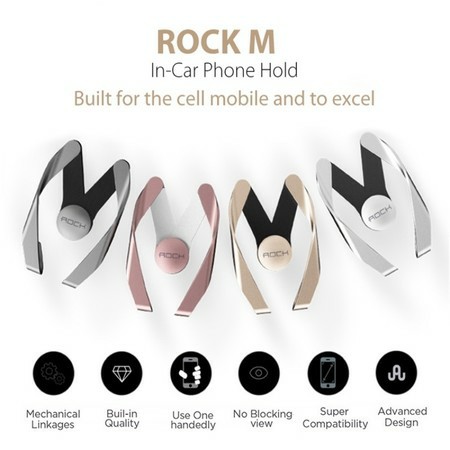 ROCK M
In-Car Phone Hold
Built for the cell mobile and to excel
ROCK
ROCK
ROCK
ROCK
Mechanical
Linkages
Buil-in
Quality
Use One
handedly
No Blocking
view
Super
Compatibility
Advanced
Design